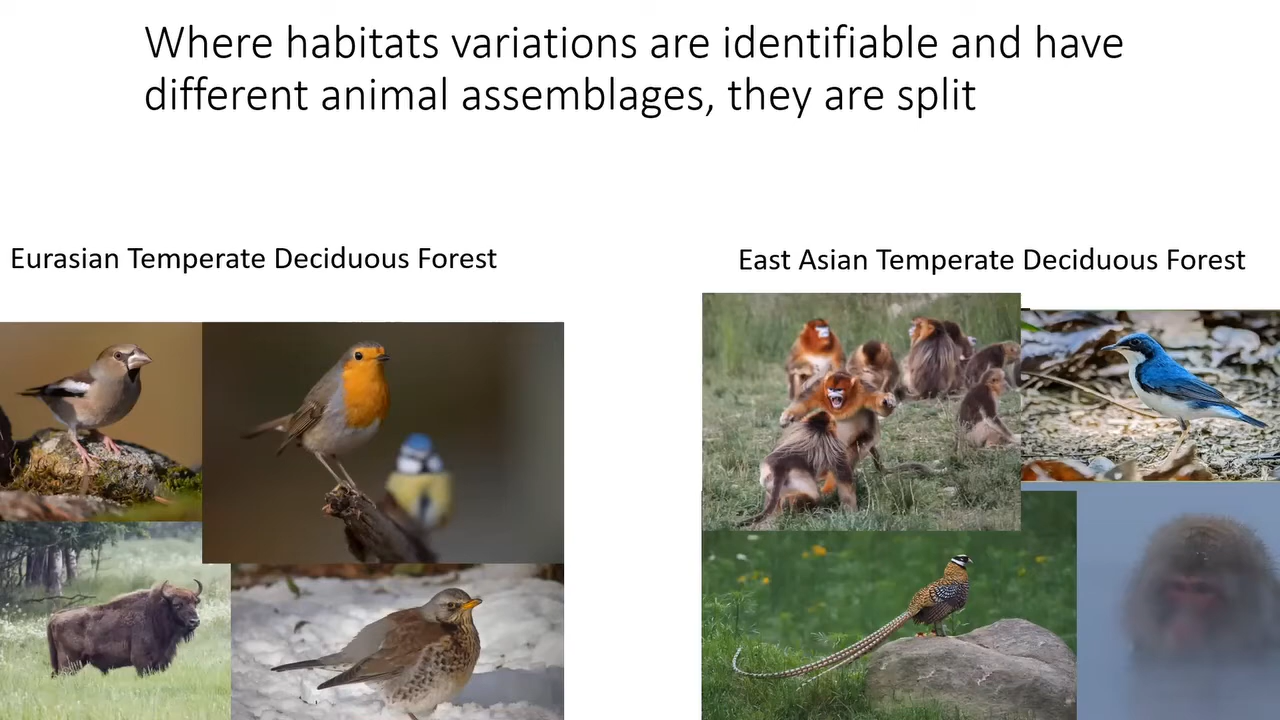 Where habitats variations are identifiable and have
different animal assemblages, they are split
Eurasian Temperate Deciduous Forest
East Asian Temperate Deciduous Forest